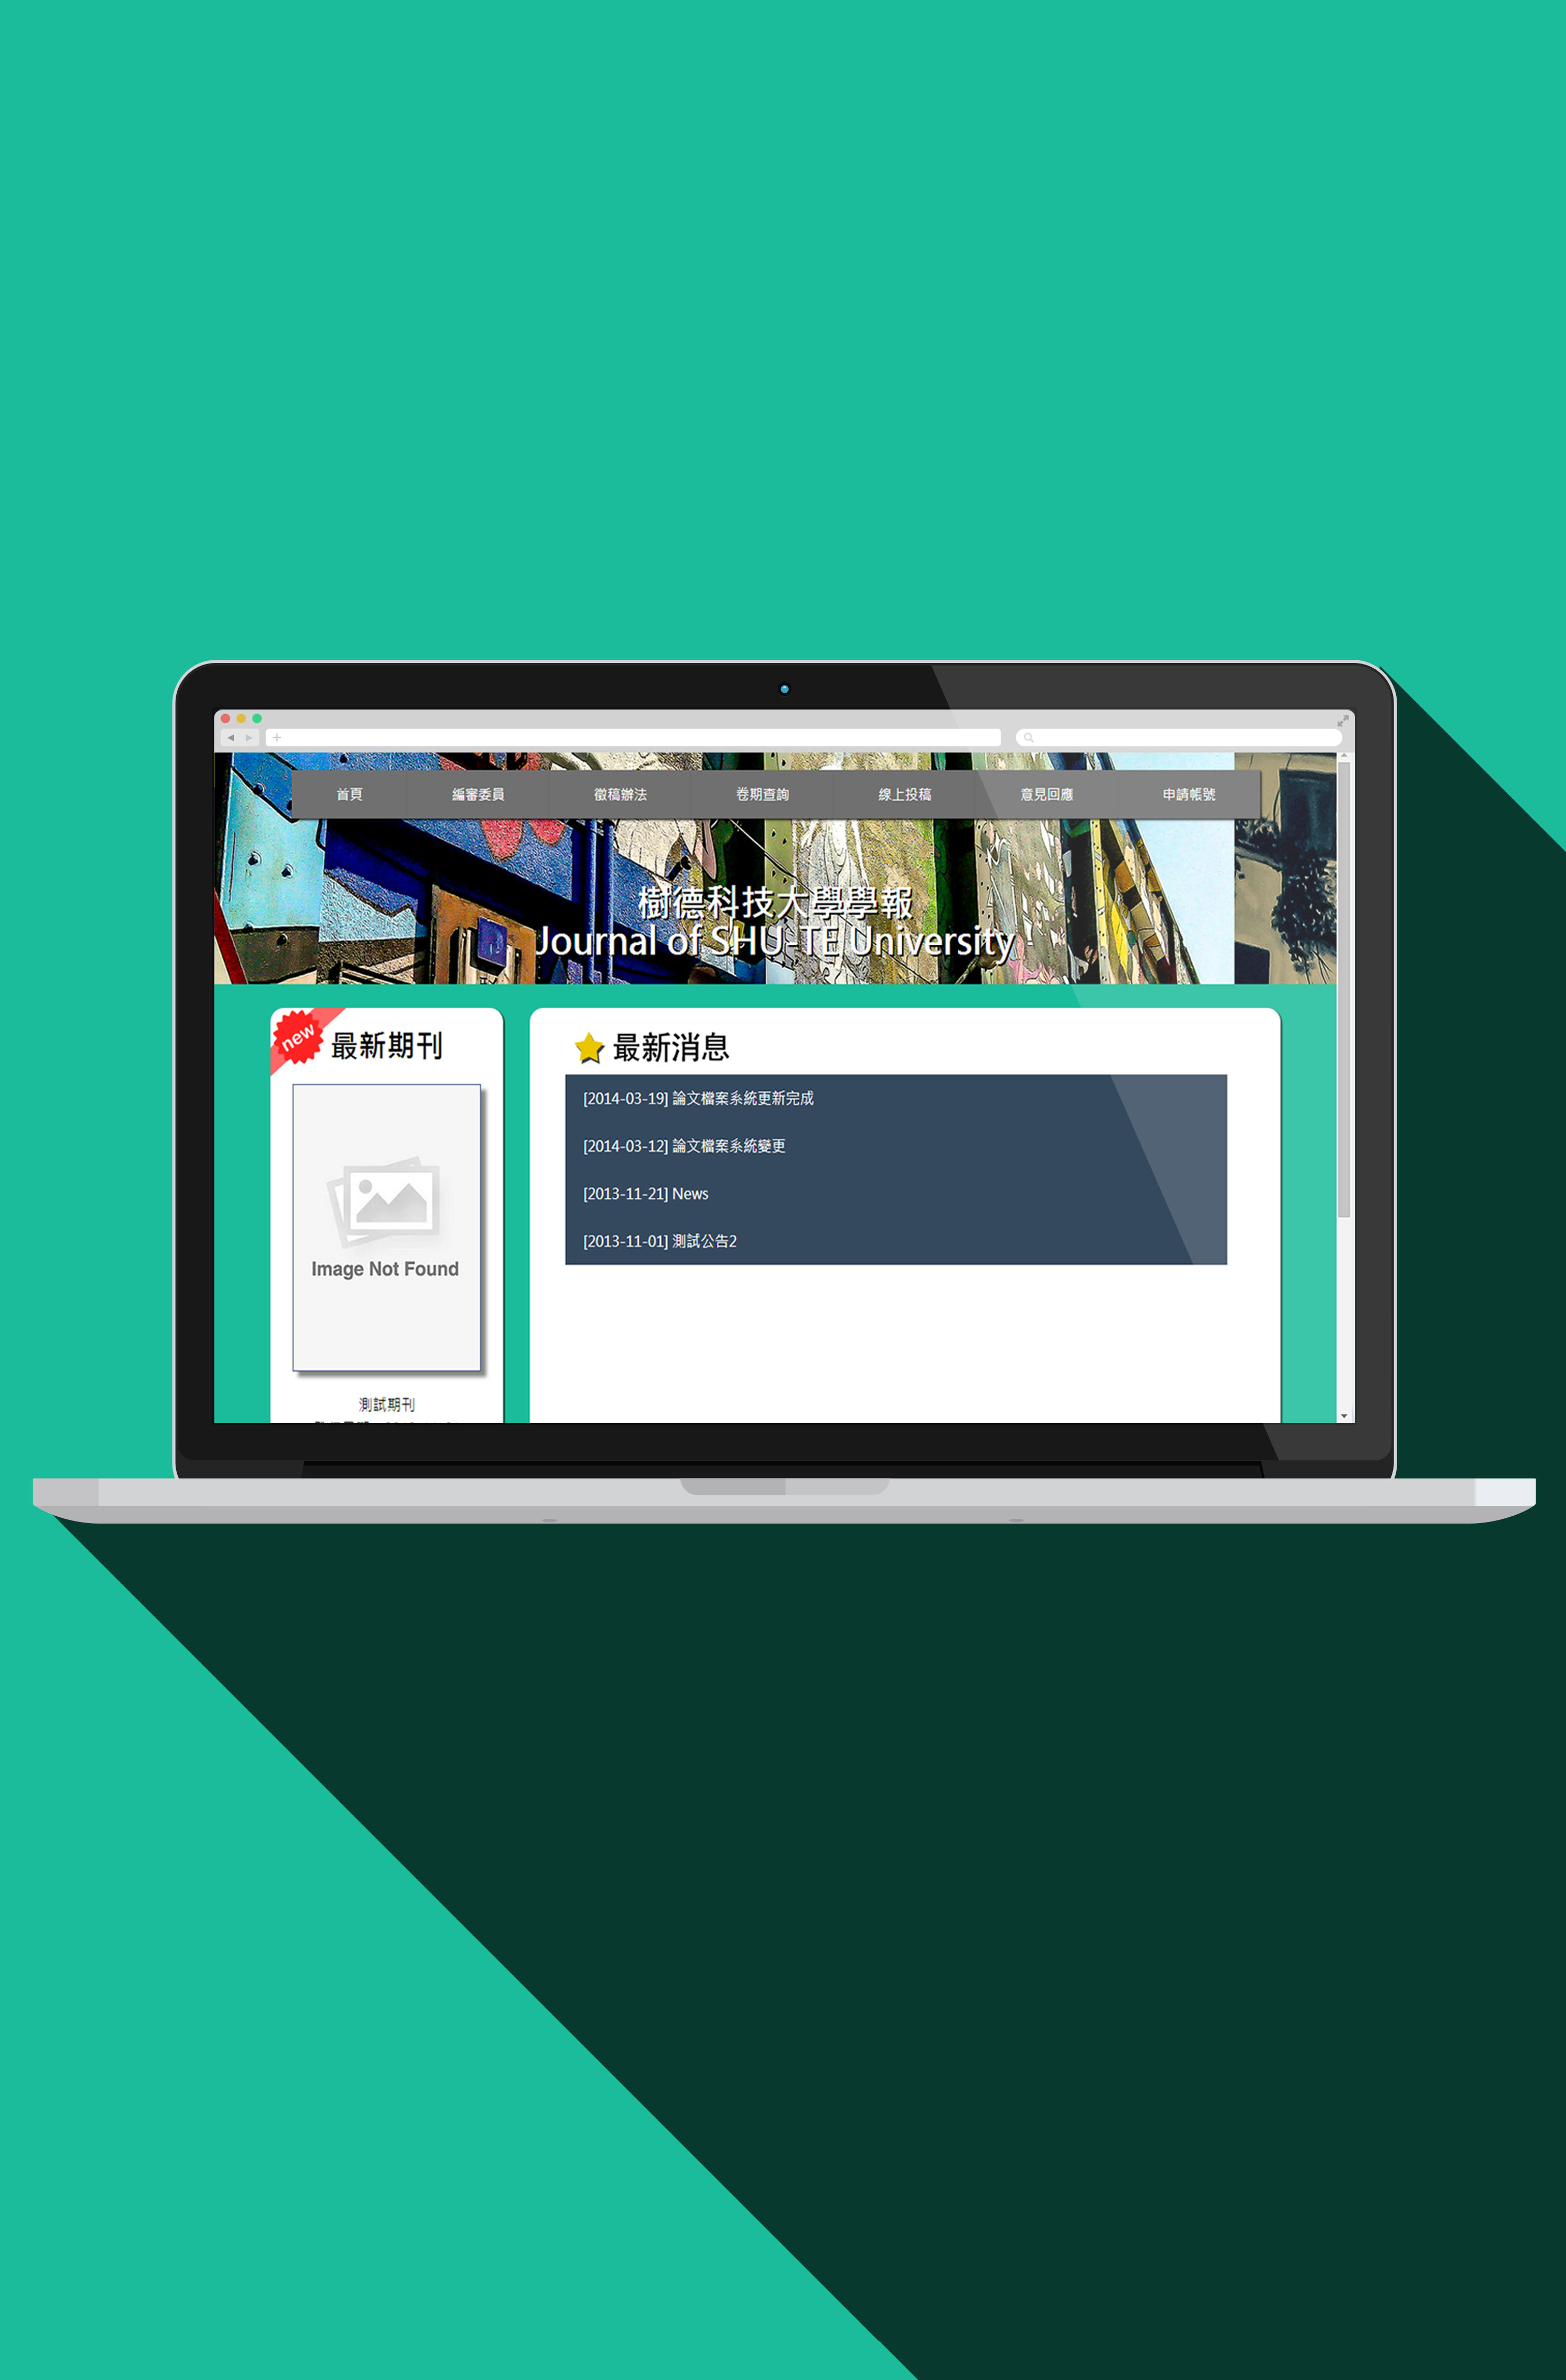 首頁 編審委員 徵稿辦法 卷期查詢 線上投稿 意見回應 申請帳號
樹德科技大學學報
Journal of SHU-TE University
new
最新期刊
Image Not Found
測試期刊
最新消息
[2014-03-19] 論文檔案系統更新完成
[2014-03-12] 論文檔案系統變更
[2013-11-21] News
[2013-11-01] 測試公告2